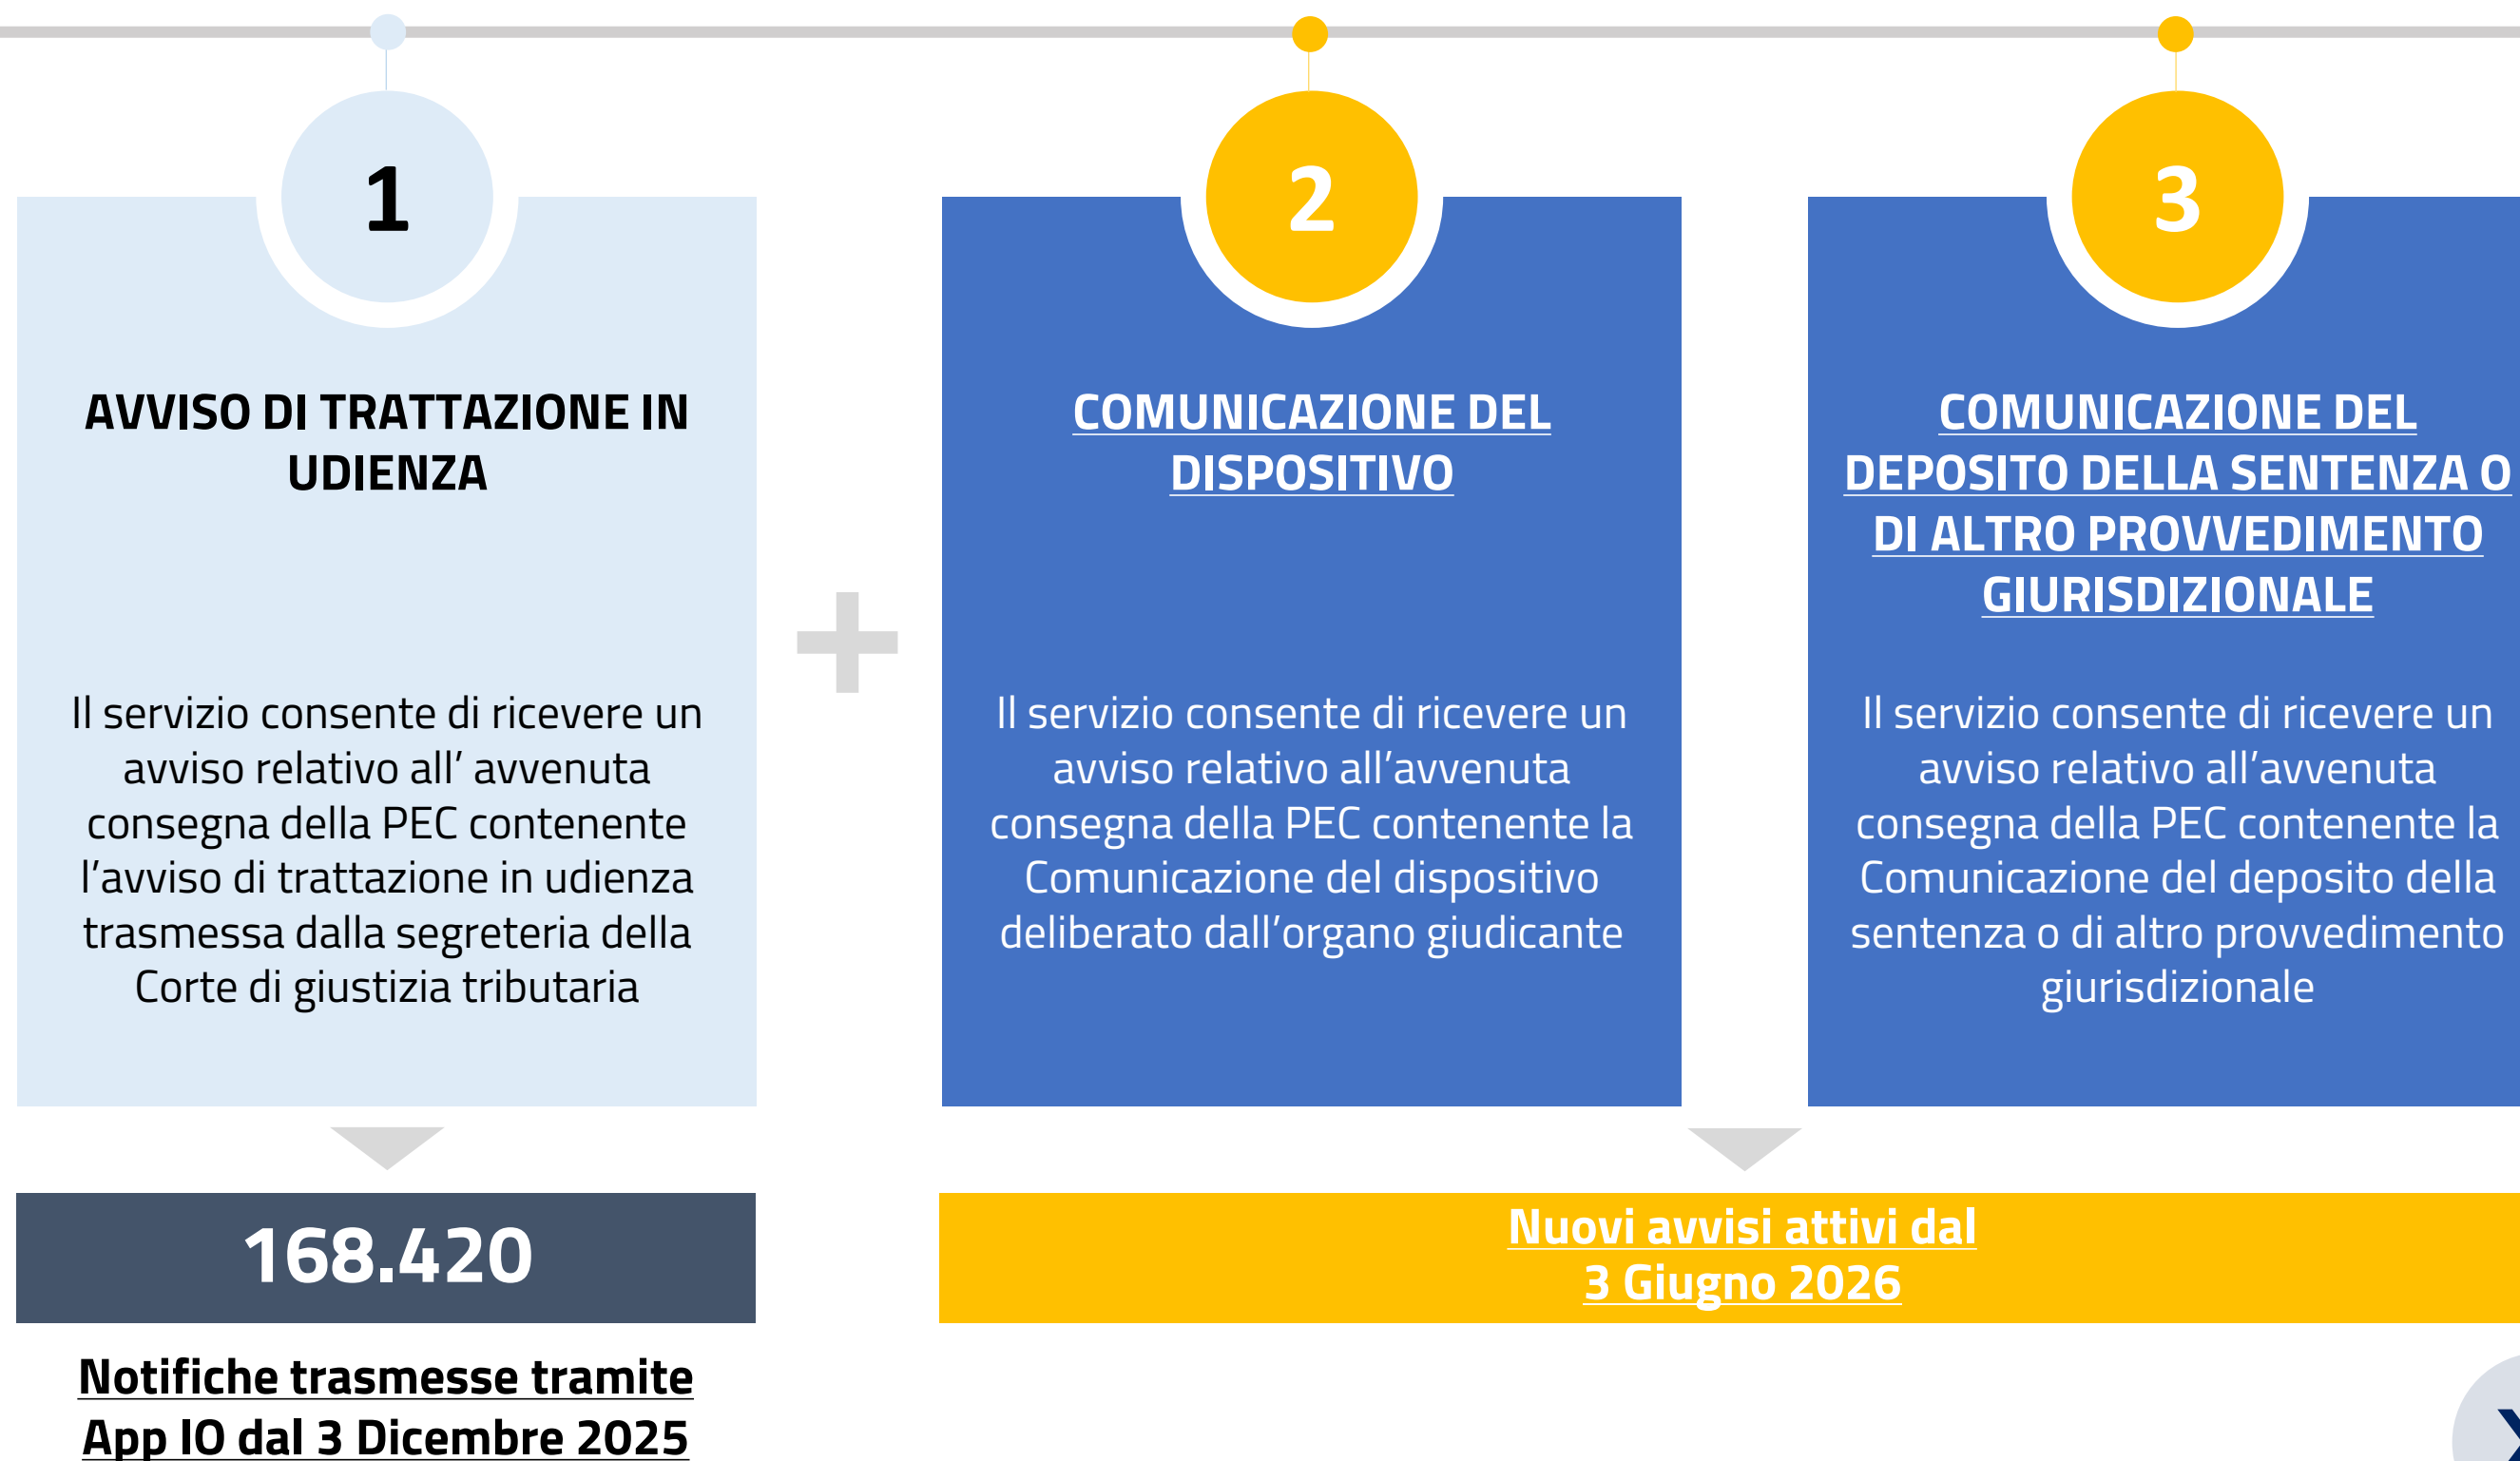 1
AVVISO DI TRATTAZIONE IN
UDIENZA
Il servizio consente di ricevere un
avviso relativo all’ avvenuta
consegna della PEC contenente
l’avviso di trattazione in udienza
trasmessa dalla segreteria della
Corte di giustizia tributaria
168.420
Notifiche trasmesse tramite
App IO dal 3 Dicembre 2025
2
COMUNICAZIONE DEL
DISPOSITIVO
Il servizio consente di ricevere un
avviso relativo all’avvenuta
consegna della PEC contenente la
Comunicazione del dispositivo
deliberato dall’organo giudicante
3
COMUNICAZIONE DEL
DEPOSITO DELLA SENTENZA O
DI ALTRO PROVVEDIMENTO
GIURISDIZIONALE
Il servizio consente di ricevere un
avviso relativo all’avvenuta
consegna della PEC contenente la
Comunicazione del deposito della
sentenza o di altro provvedimento
giurisdizionale
Nuovi avvisi attivi dal
3 Giugno 2026